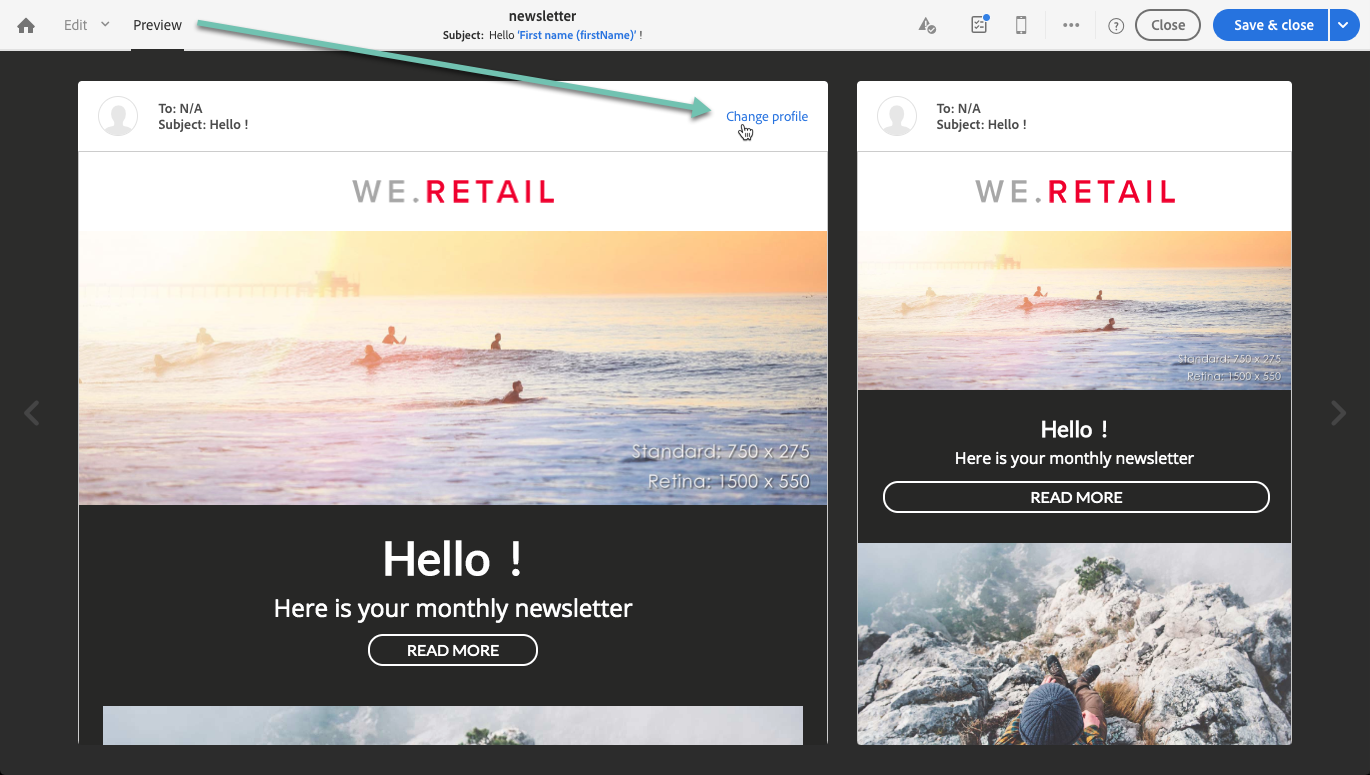 Edit
Preview
newsletter
Subject: Hello 'First name (firstName)' !
Close
Save & close
To: N/A
Subject: Hello !
Change profile
WE.RETAIL
Standard: 750 x 275
Retina: 1500 x 550
Hello !
Here is your monthly newsletter
READ MORE
To: N/A
Subject: Hello !
WE.RETAIL
Standard: 750 x 275
Retina: 1500 x 550
Hello !
Here is your monthly newsletter
READ MORE